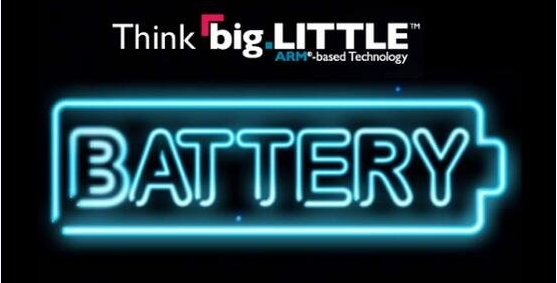 Think big.LITTLE™
ARM®-based Technology
BATTERY